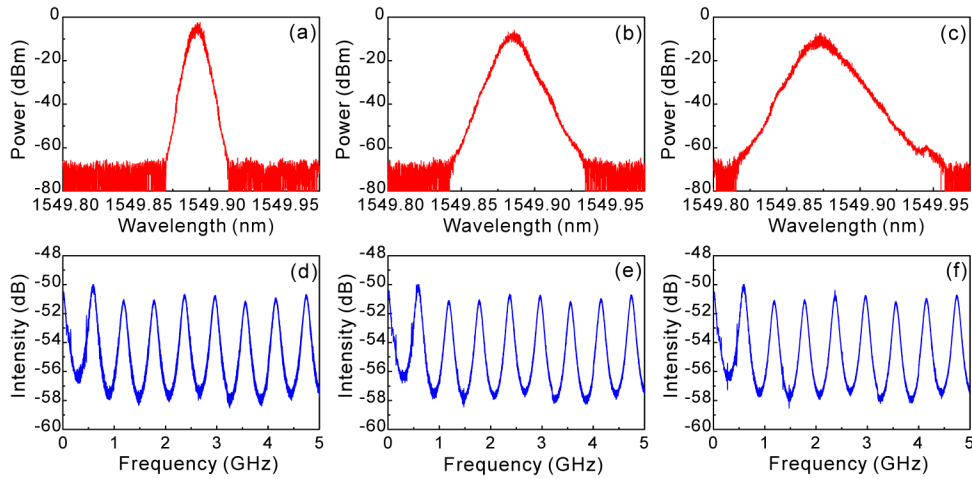 0
-20
-40
-60
-80
Power (dBm)
(a)
1549.80 1549.85 1549.90 1549.95
Wavelength (nm)
0
-20
-40
-60
-80
Power (dBm)
(b)
1549.80 1549.85 1549.90 1549.95
Wavelength (nm)
0
-20
-40
-60
-80
Power (dBm)
(c)
1549.80 1549.85 1549.90 1549.95
Wavelength (nm)
-48
-50
-52
-54
-56
-58
-60
Intensity (dB)
(d)
0 1 2 3 4 5
Frequency (GHz)
-48
-50
-52
-54
-56
-58
-60
Intensity (dB)
(e)
0 1 2 3 4 5
Frequency (GHz)
-48
-50
-52
-54
-56
-58
-60
Intensity (dB)
(f)
0 1 2 3 4 5
Frequency (GHz)